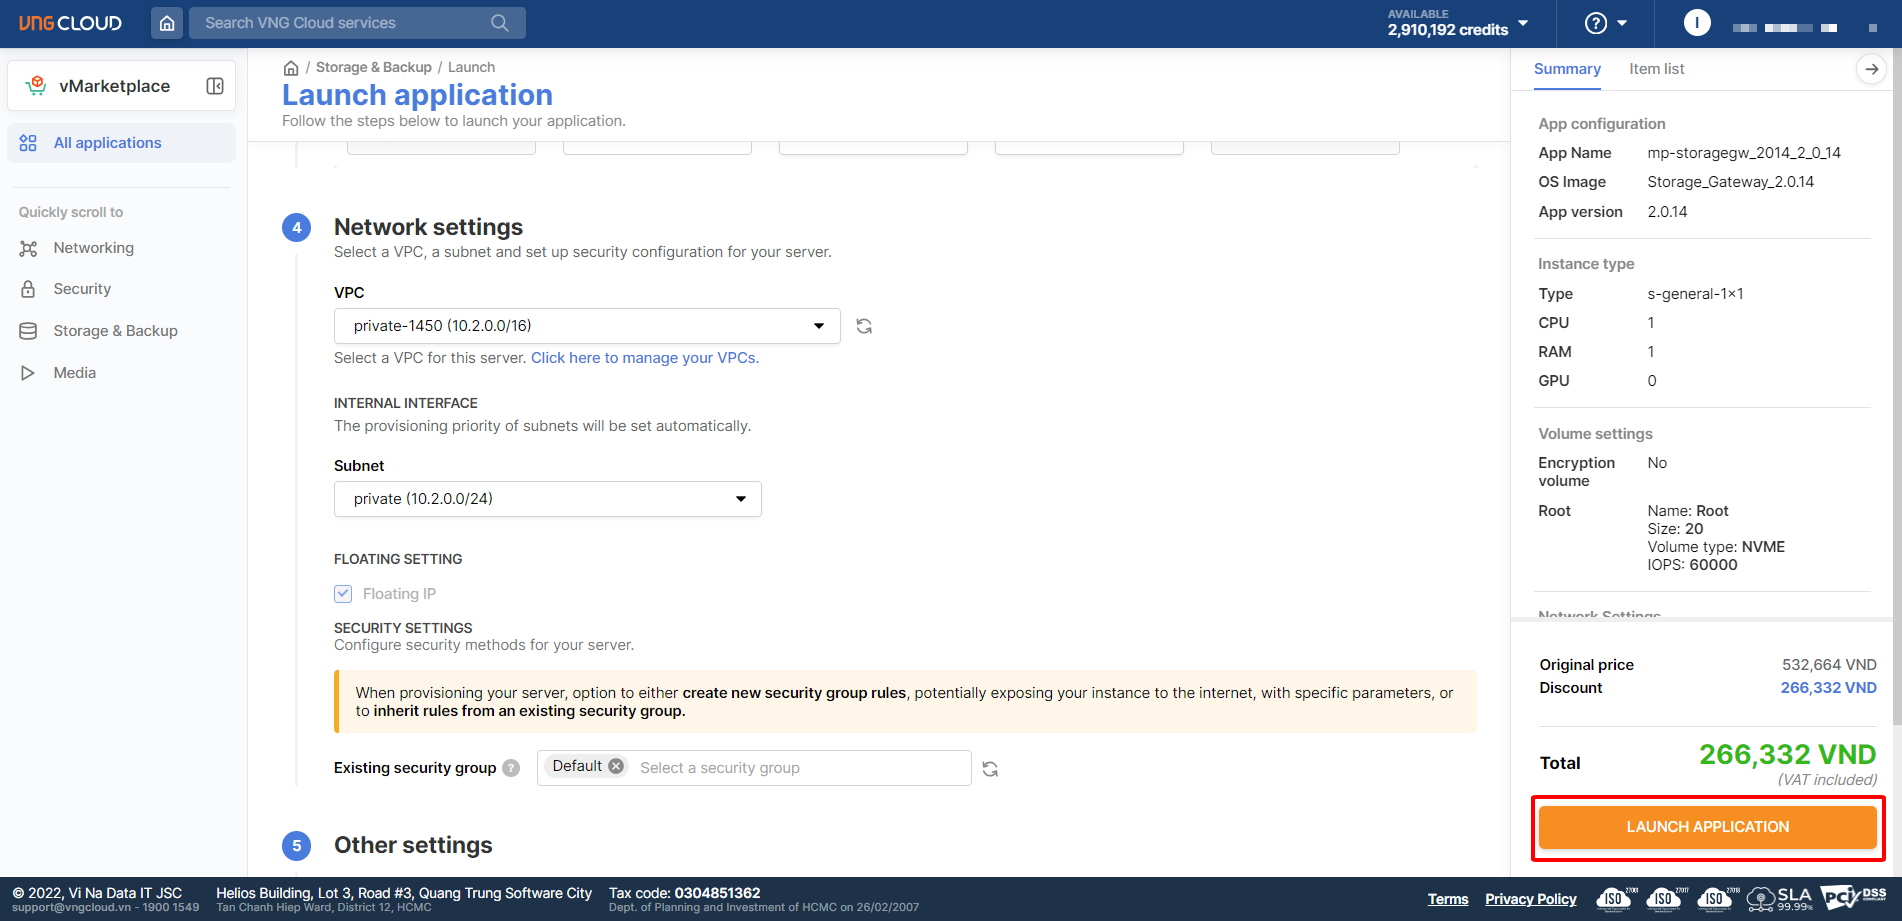 VNG CLOUD
Search VNG Cloud services
AVAILABLE
2,910,192 credits
?
I
vMarketplace
All applications
Quickly scroll to
Networking
Security
Storage & Backup
Media
/ Storage & Backup / Launch
Launch application
Follow the steps below to launch your application.
4
Network settings
Select a VPC, a subnet and set up security configuration for your server.
VPC
private-1450 (10.2.0.0/16)
Select a VPC for this server. Click here to manage your VPCs.
INTERNAL INTERFACE
The provisioning priority of subnets will be set automatically.
Subnet
private (10.2.0.0/24)
FLOATING SETTING
Floating IP
SECURITY SETTINGS
Configure security methods for your server.
When provisioning your server, option to either create new security group rules, potentially exposing your instance to the internet, with specific parameters, or
to inherit rules from an existing security group.
Existing security group ?
Default
Select a security group
5
Other settings
Summary
Item list
App configuration
App Name mp-storagegw_2014_2_0_14
OS Image Storage_Gateway_2.0.14
App version 2.0.14
Instance type
Type s-general-1x1
CPU 1
RAM 1
GPU 0
Volume settings
Encryption No
volume
Root Name: Root
Size: 20
Volume type: NVME
IOPS: 60000
Network Settings
Original price 532,664 VND
Discount 266,332 VND
Total 266,332 VND
(VAT included)
LAUNCH APPLICATION
© 2022, Vi Na Data IT JSC
support@vngcloud.vn - 1900 1549
Helios Building, Lot 3, Road #3, Quang Trung Software City
Tan Chanh Hiep Ward, District 12, HCMC
Tax code: 0304851362
Dept. of Planning and Investment of HCMC on 26/02/2007
Terms
Privacy Policy
ISO 27001
ISO 27017
ISO 27018
SLA
99.99%
PCI DSS
COMPLIANT